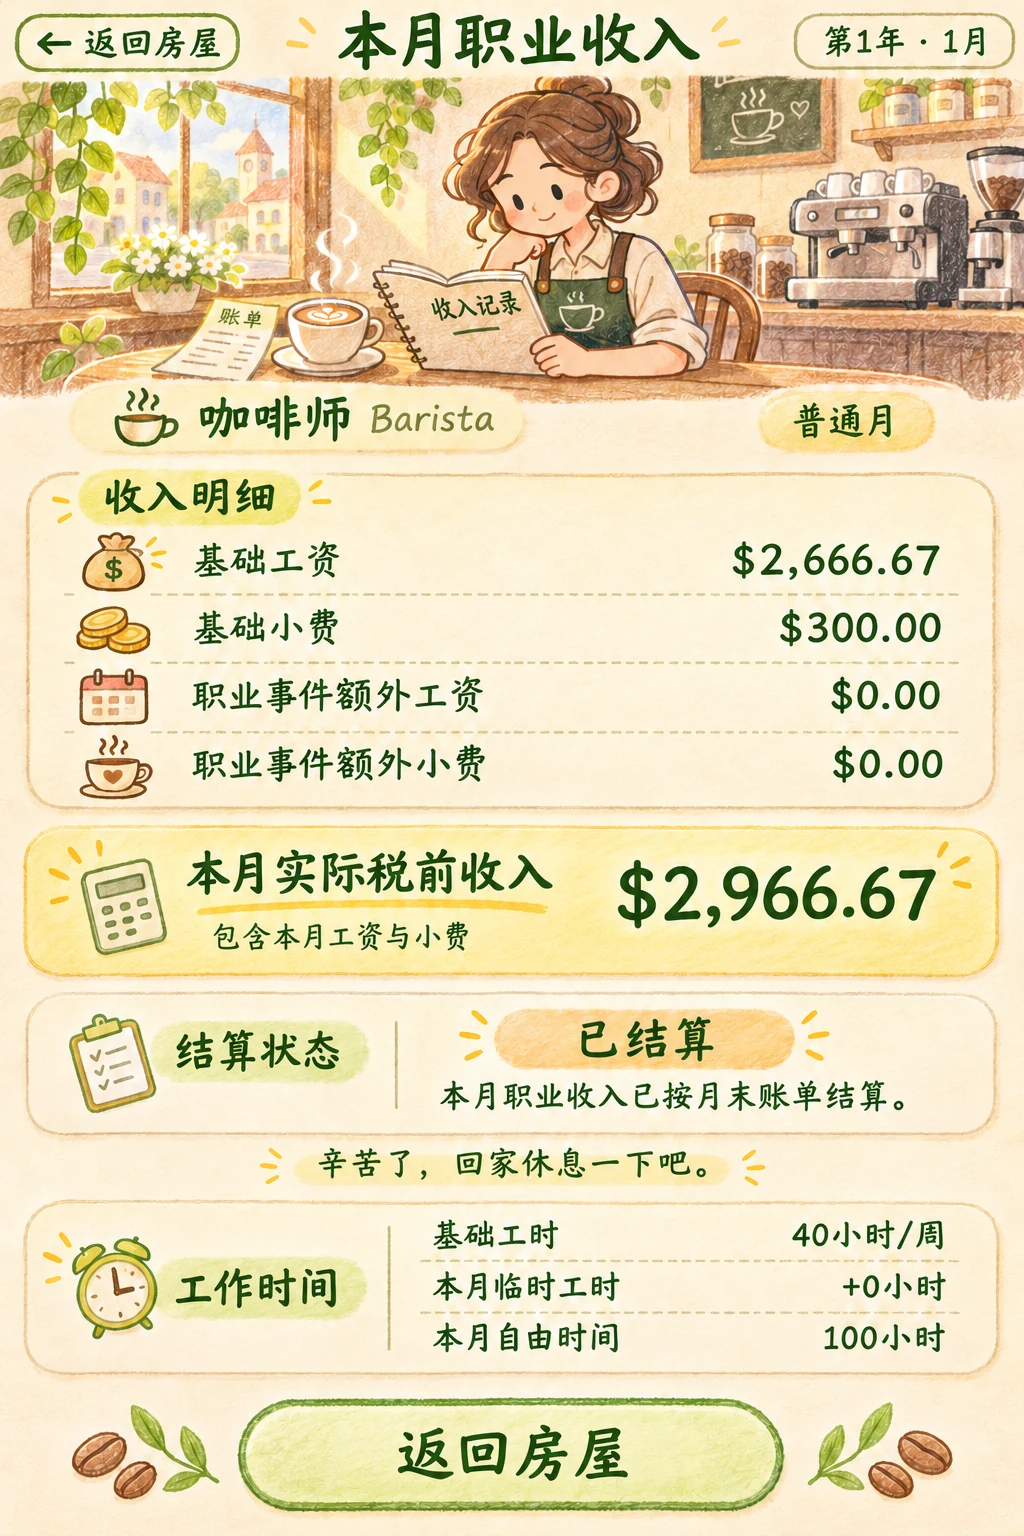 ← 返回房屋
本月职业收入
第1年 · 1月
账单
收入记录
咖啡师 Barista
普通月
收入明细
基础工资 $2,666.67
基础小费 $300.00
职业事件额外工资 $0.00
职业事件额外小费 $0.00
本月实际税前收入 $2,966.67
包含本月工资与小费
结算状态
已结算
本月职业收入已按月末账单结算。
辛苦了，回家休息一下吧。
工作时间
基础工时 40小时/周
本月临时工时 +0小时
本月自由时间 100小时
返回房屋